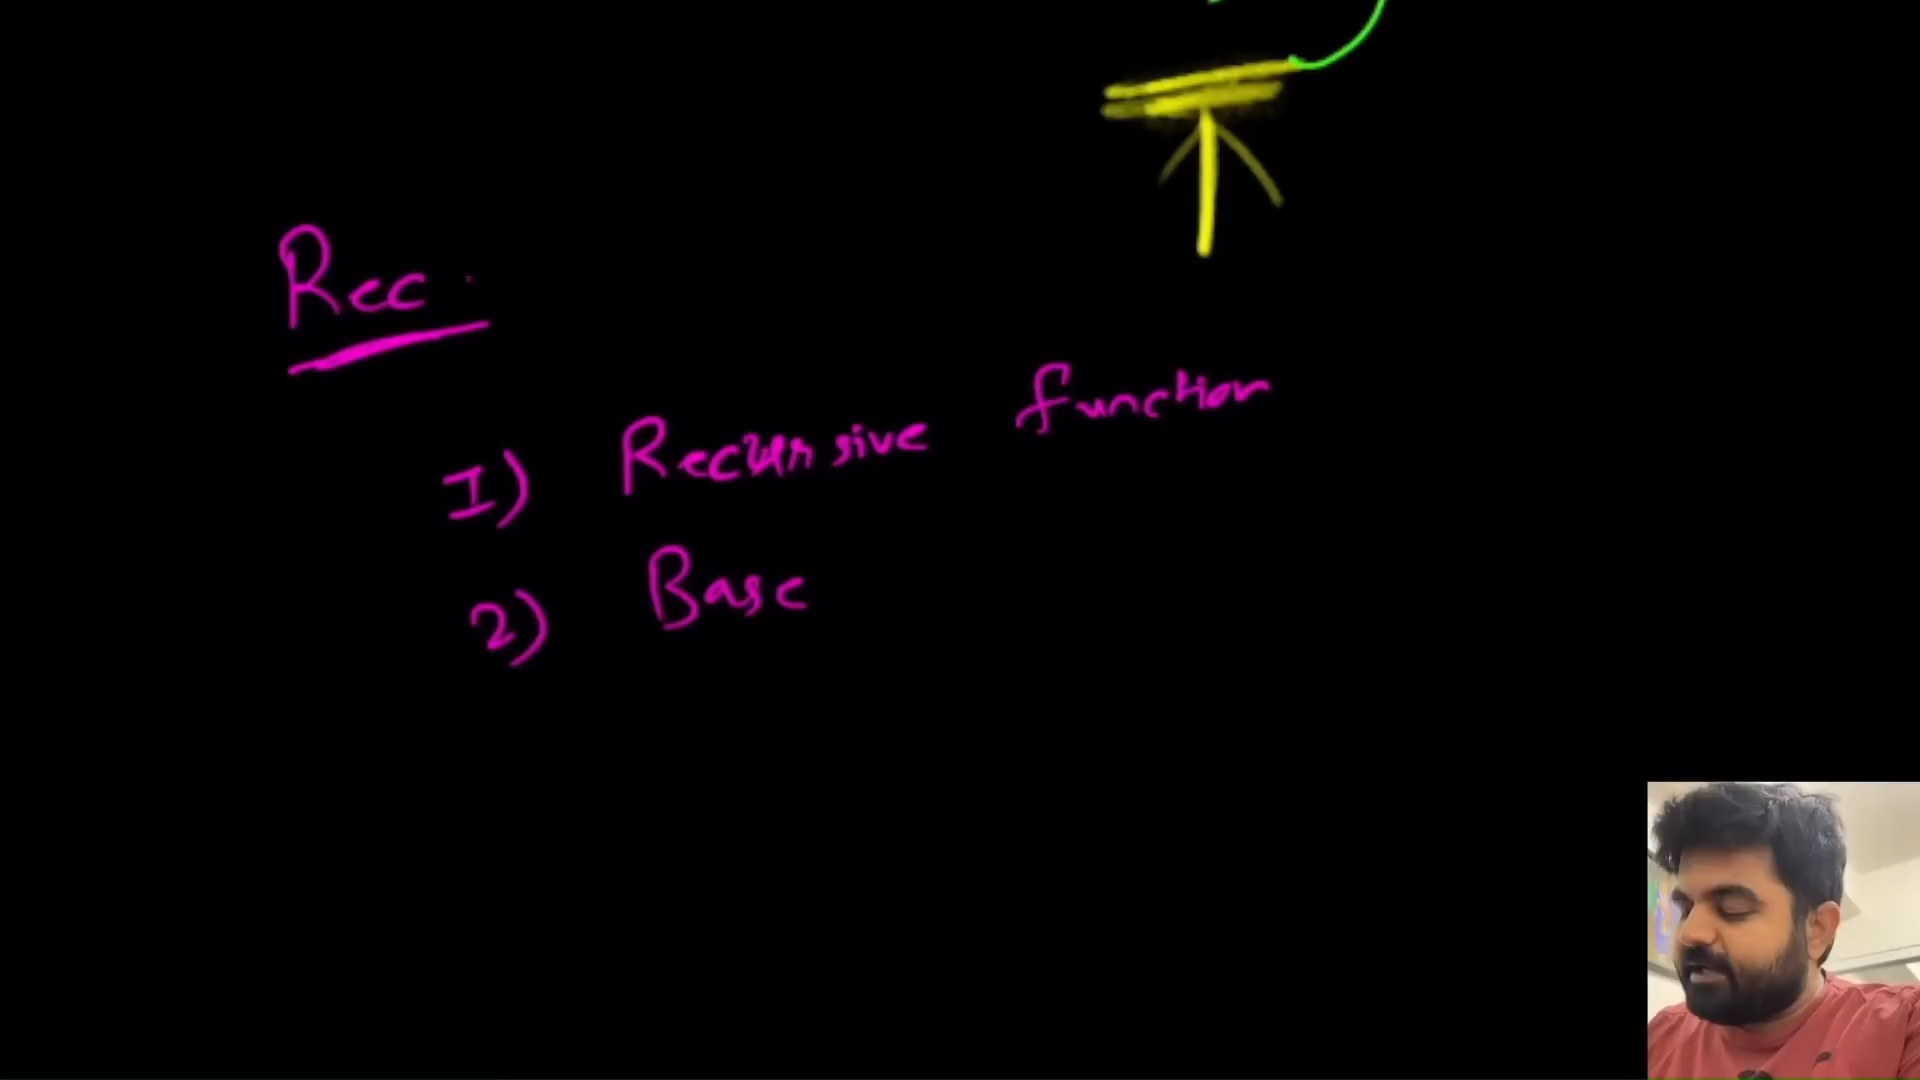 Rec.
1) Recursive function
2) Base